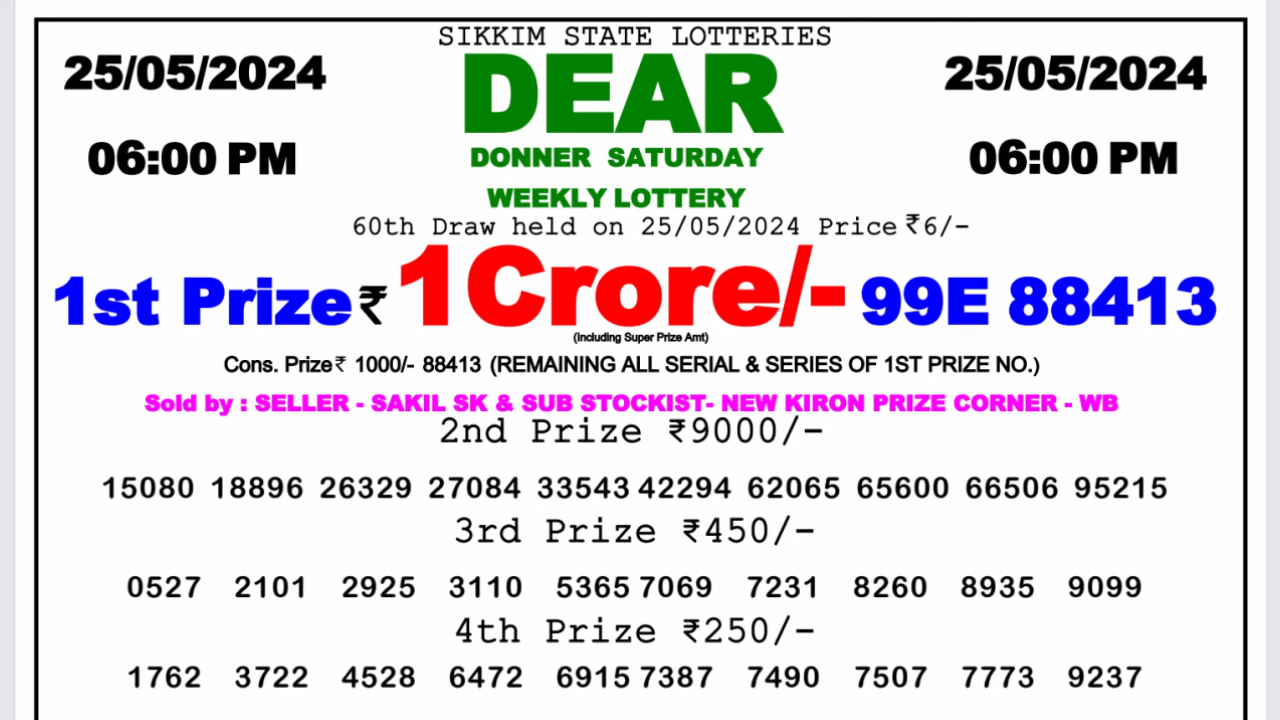 SIKKIM STATE LOTTERIES
25/05/2024 DEAR 25/05/2024
06:00 PM DONNER SATURDAY 06:00 PM
WEEKLY LOTTERY
60th Draw held on 25/05/2024 Price ₹6/-
1st Prize ₹ 1Crore/- 99E 88413
(Including Super Prize Amt)
Cons. Prize ₹ 1000/- 88413 (REMAINING ALL SERIAL & SERIES OF 1ST PRIZE NO.)
Sold by : SELLER - SAKIL SK & SUB STOCKIST- NEW KIRON PRIZE CORNER - WB
2nd Prize ₹9000/-
15080 18896 26329 27084 33543 42294 62065 65600 66506 95215
3rd Prize ₹450/-
0527 2101 2925 3110 5365 7069 7231 8260 8935 9099
4th Prize ₹250/-
1762 3722 4528 6472 6915 7387 7490 7507 7773 9237